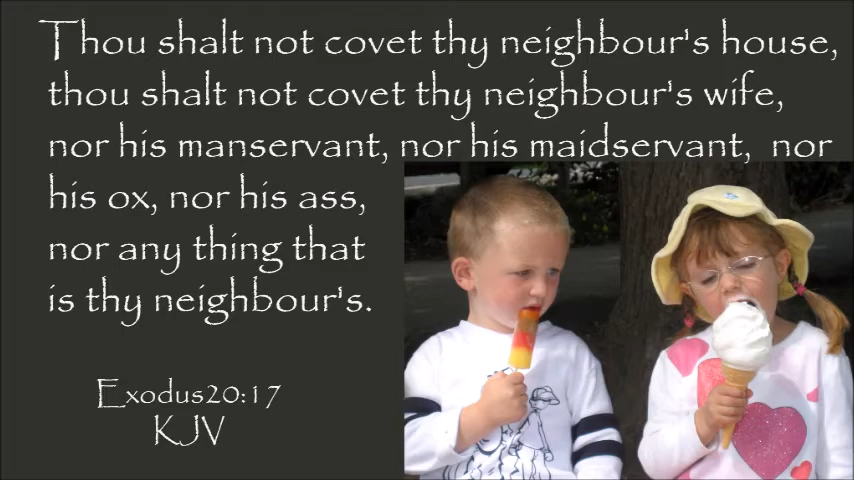 Thou shalt not covet thy neighbour's house,
thou shalt not covet thy neighbour's wife,
nor his manservant, nor his maidservant, nor
his ox, nor his ass,
nor any thing that
is thy neighbour's.
Exodus20:17
KJV